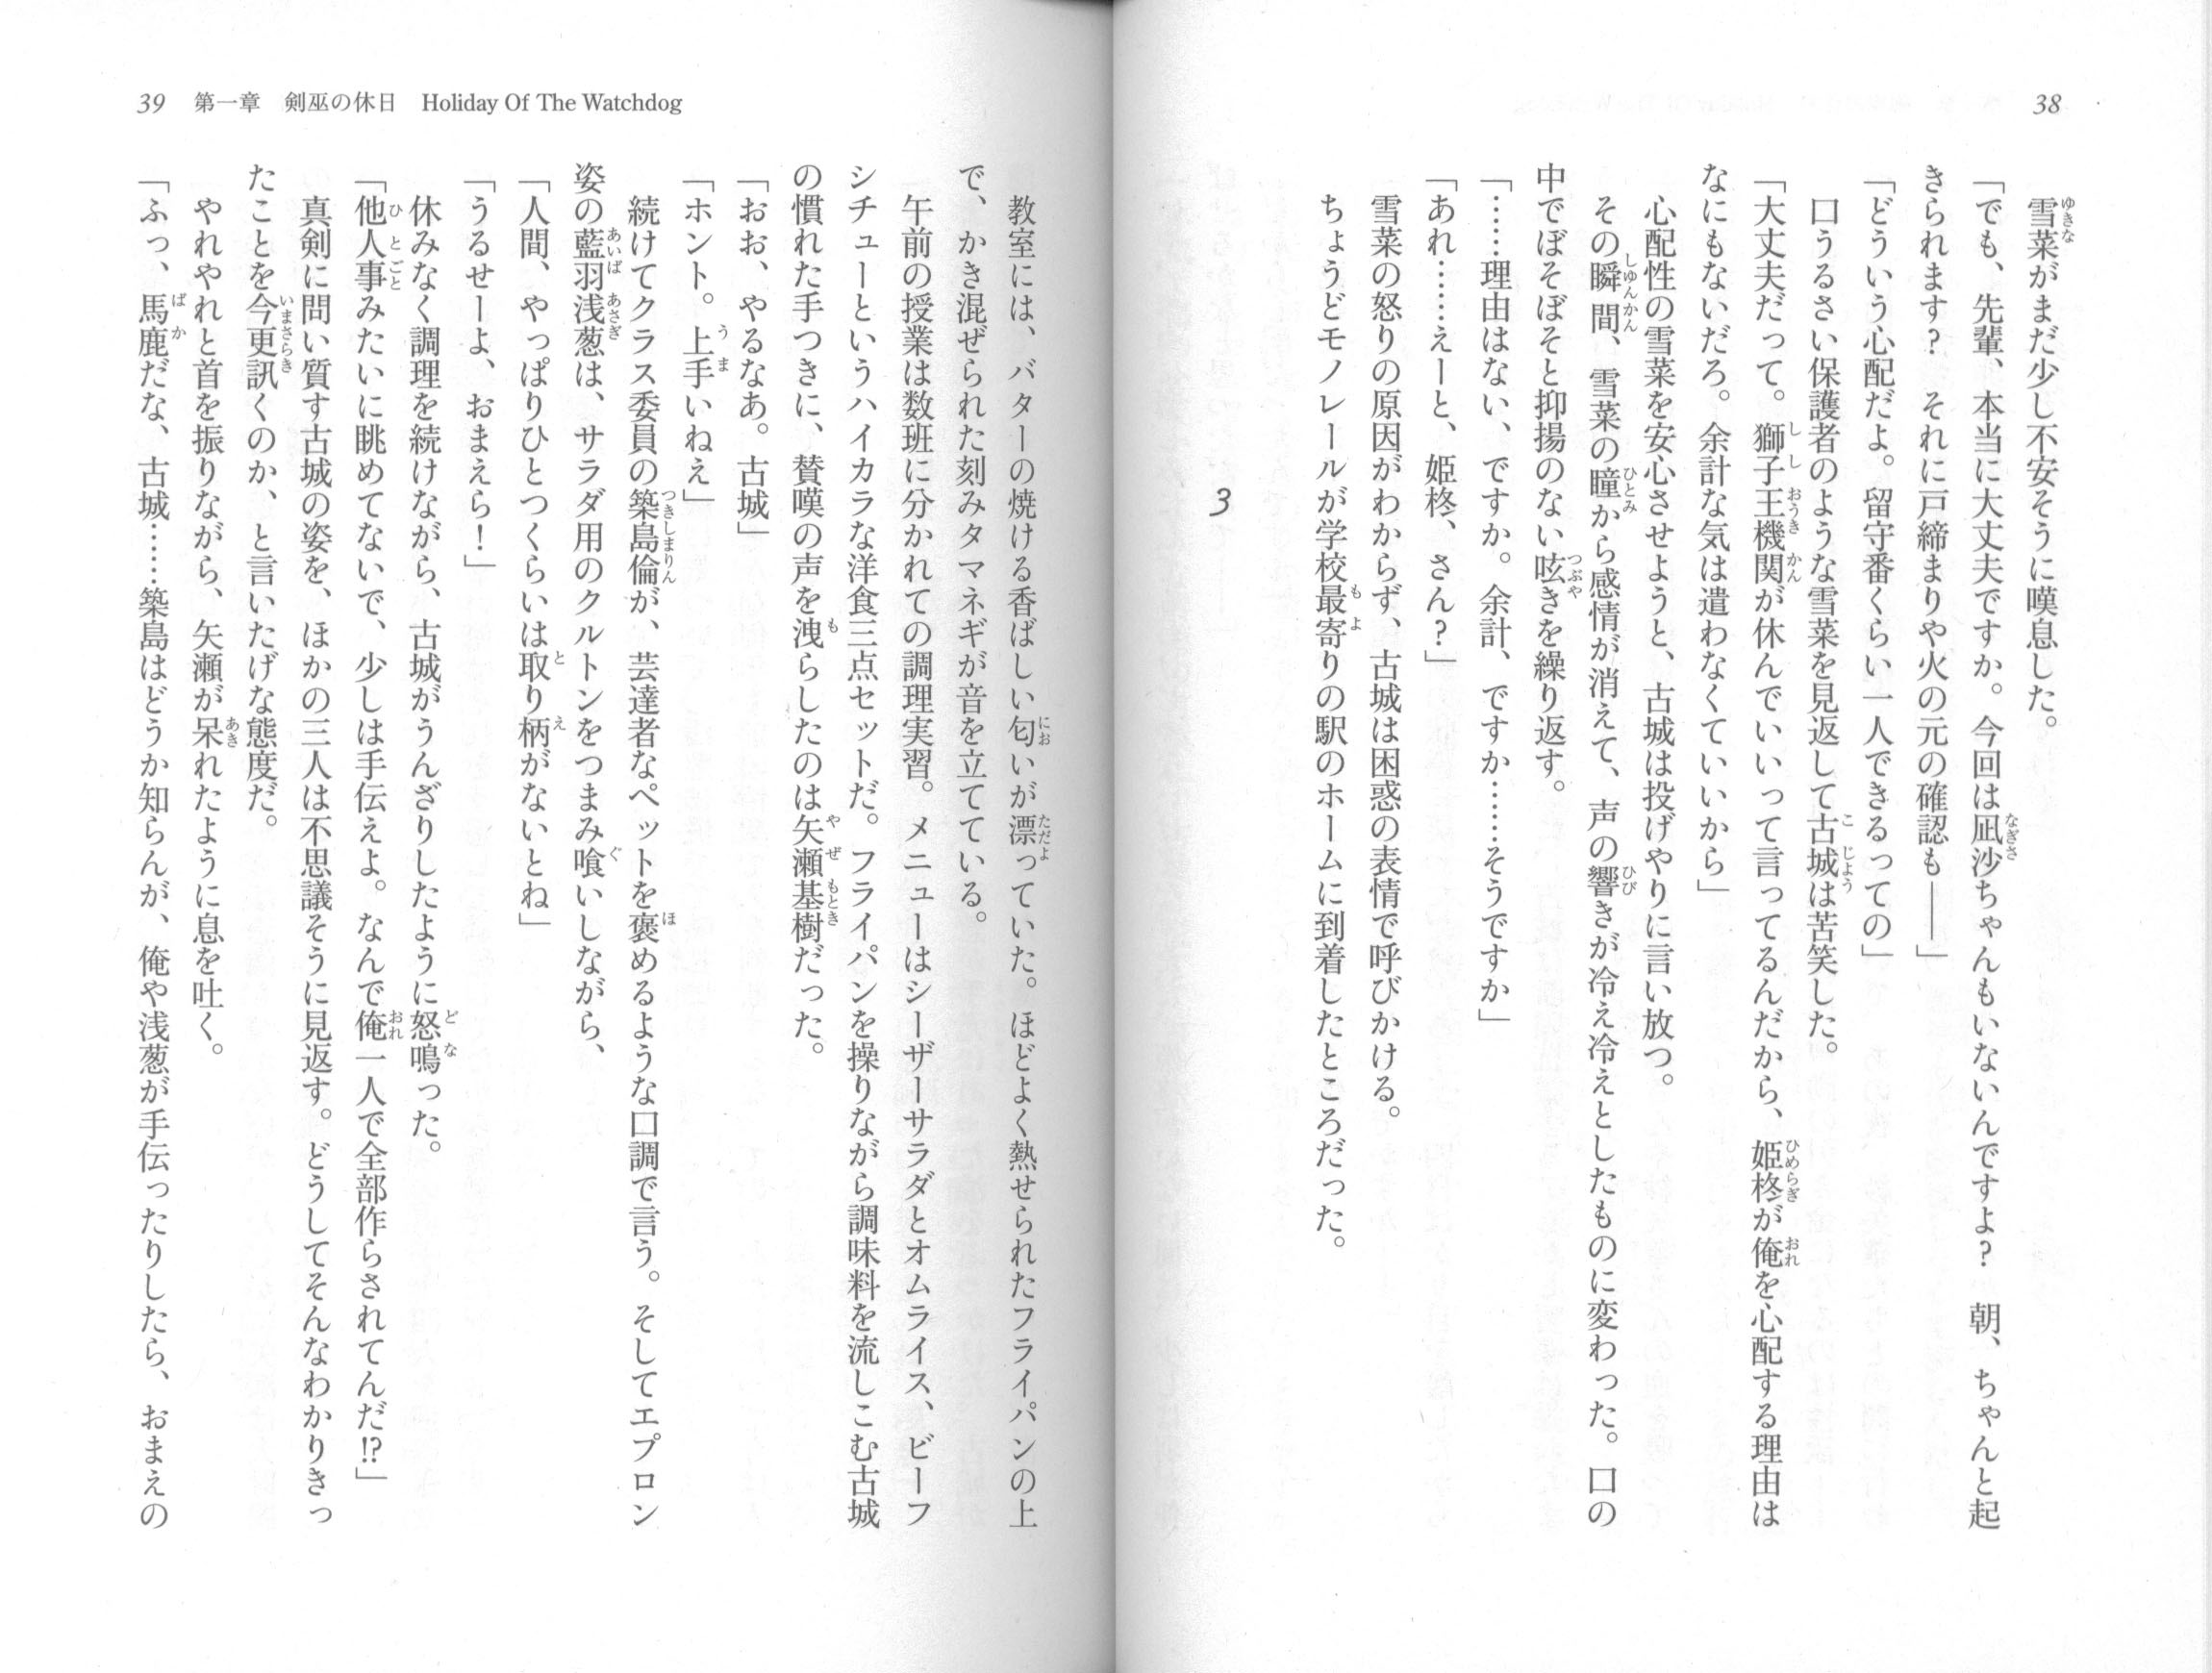 38
雪菜がまだ少し不安そうに嘆息した。
「でも、先輩、本当に大丈夫ですか。今回は凪沙ちゃんもいないんですよ？　朝、ちゃんと起
きられます？　それに戸締まりや火の元の確認も――」
「どういう心配だよ。留守番くらい一人でできるっての」
口うるさい保護者のような雪菜を見返して古城は苦笑した。
「大丈夫だって。獅子王機関が休んでいいって言ってるんだから、姫柊が俺を心配する理由は
なにもないだろ。余計な気は遣わなくていいから」
心配性の雪菜を安心させようと、古城は投げやりに言い放つ。
その瞬間、雪菜の瞳から感情が消えて、声の響きが冷え冷えとしたものに変わった。口の
中でぼそぼそと抑揚のない呟きを繰り返す。
「……理由はない、ですか。余計、ですか……そうですか」
「あれ……えーと、姫柊、さん？」
雪菜の怒りの原因がわからず、古城は困惑の表情で呼びかける。
ちょうどモノレールが学校最寄りの駅のホームに到着したところだった。
3
39 第一章 剣巫の休日 Holiday Of The Watchdog
教室には、バターの焼ける香ばしい匂いが漂っていた。ほどよく熱せられたフライパンの上
で、かき混ぜられた刻みタマネギが音を立てている。
午前の授業は数班に分かれての調理実習。メニューはシーザーサラダとオムライス、ビーフ
シチューというハイカラな洋食三点セットだ。フライパンを操りながら調味料を流しこむ古城
の慣れた手つきに、賛嘆の声を洩らしたのは矢瀬基樹だった。
「おお、やるなあ。古城」
「ホント。上手いねえ」
続けてクラス委員の築島倫が、芸達者なペットを褒めるような口調で言う。そしてエプロン
姿の藍羽浅葱は、サラダ用のクルトンをつまみ喰いしながら、
「人間、やっぱりひとつくらいは取り柄がないとね」
「うるせーよ、おまえら！」
休みなく調理を続けながら、古城がうんざりしたように怒鳴った。
「他人事みたいに眺めてないで、少しは手伝えよ。なんで俺一人で全部作らされてんだ!?」
真剣に問い質す古城の姿を、ほかの三人は不思議そうに見返す。どうしてそんなわかりきっ
たことを今更訊くのか、と言いたげな態度だ。
やれやれと首を振りながら、矢瀬が呆れたように息を吐く。
「ふっ、馬鹿だな、古城……築島はどうか知らんが、俺や浅葱が手伝ったりしたら、おまえの